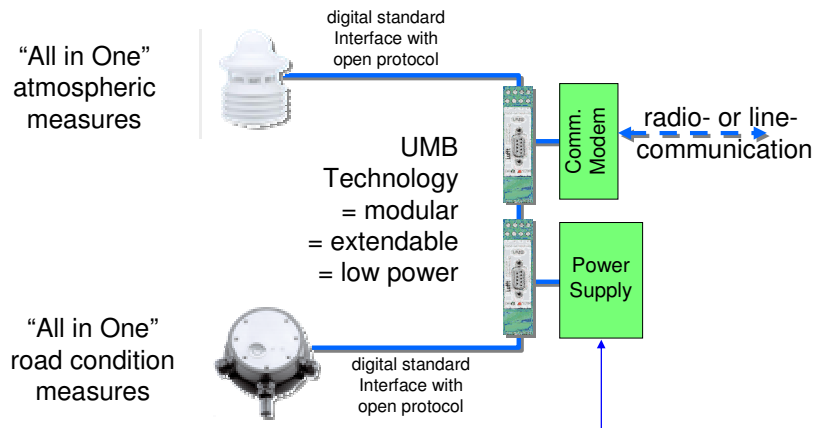 digital standard
Interface with
open protocol
“All in One”
atmospheric
measures
UMB
Technology
= modular
= extendable
= low power
Comm.
Modem
radio- or line-
communication
Power
Supply
“All in One”
road condition
measures
digital standard
Interface with
open protocol